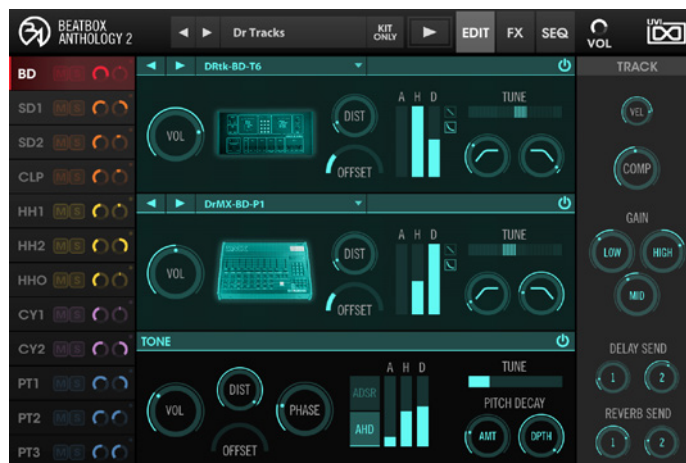 BEATBOX
ANTHOLOGY 2
Dr Tracks
KIT
ONLY
EDIT
FX
SEQ
VOL
UVI
BD
M S
DRtk-BD-T6
TRACK
SD1
M S
VOL
DIST
OFFSET
A H D
TUNE
VEL
SD2
M S
CLP
M S
COMP
HH1
M S
DrMX-BD-P1
GAIN
HH2
M S
VOL
DIST
OFFSET
A H D
TUNE
LOW
HIGH
HHO
M S
MID
CY1
M S
CY2
M S
TONE
DELAY SEND
PT1
M S
VOL
DIST
OFFSET
PHASE
ADSR
AHD
A H D
TUNE
1
2
PT2
M S
PITCH DECAY
REVERB SEND
PT3
M S
AMT
DPTH
1
2